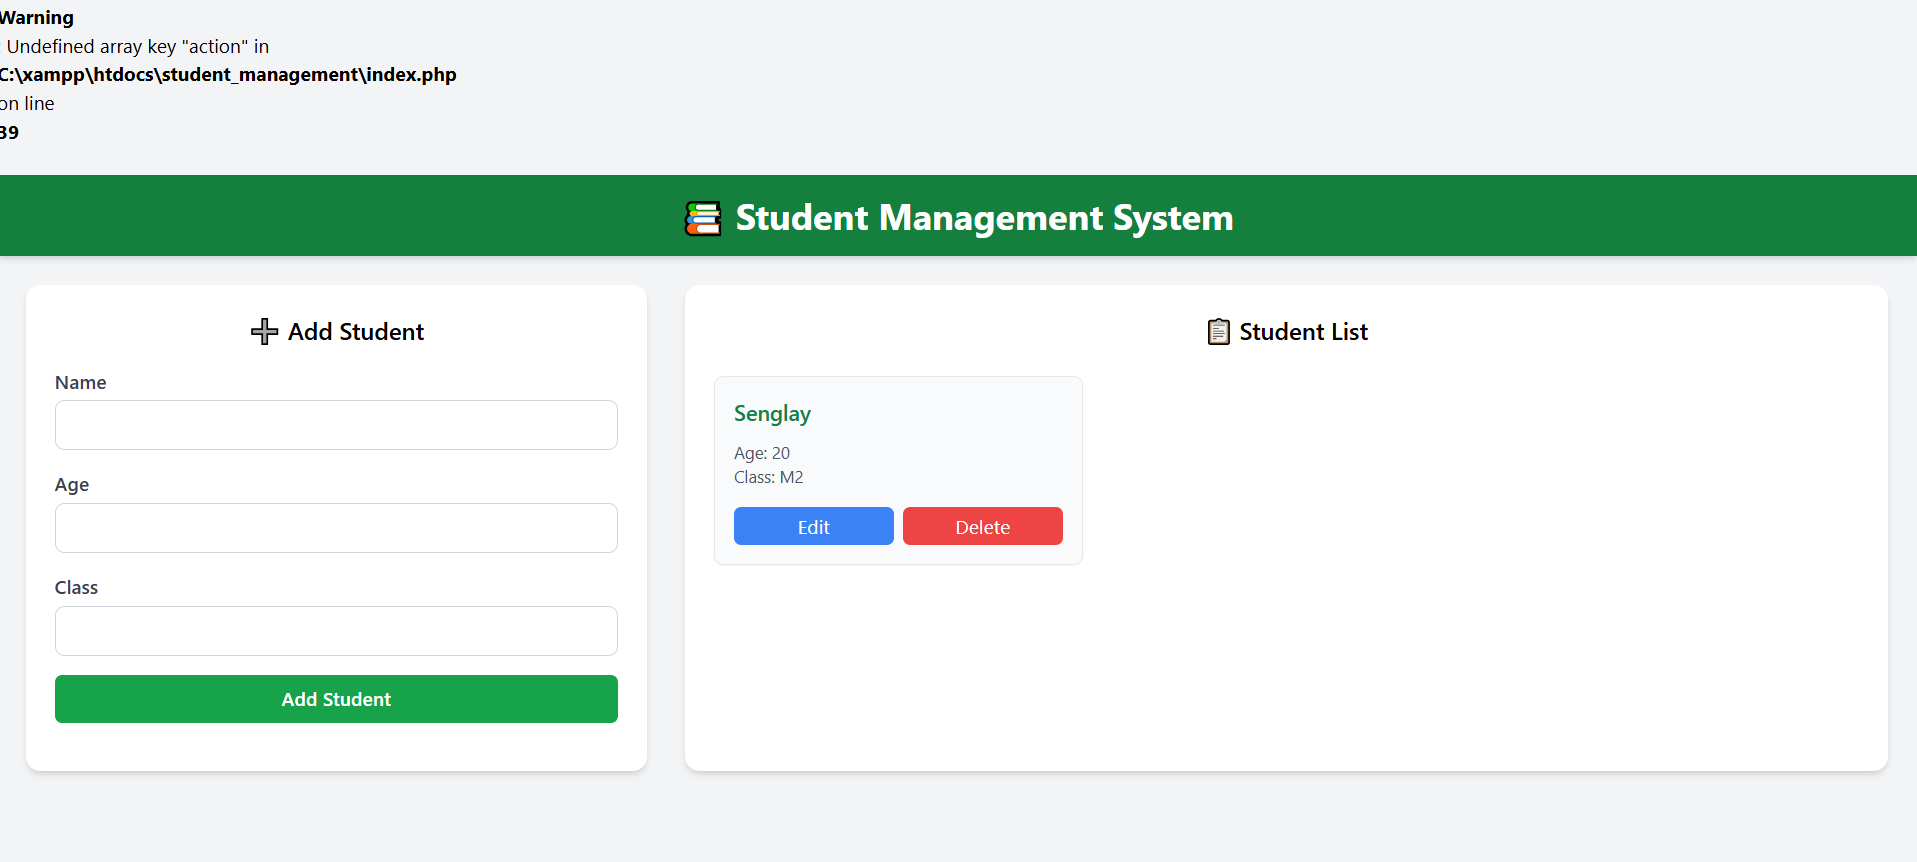 Warning
: Undefined array key "action" in
C:\xampp\htdocs\student_management\index.php
on line
39
📚 Student Management System
➕ Add Student
Name
Age
Class
Add Student
📋 Student List
Senglay
Age: 20
Class: M2
Edit Delete